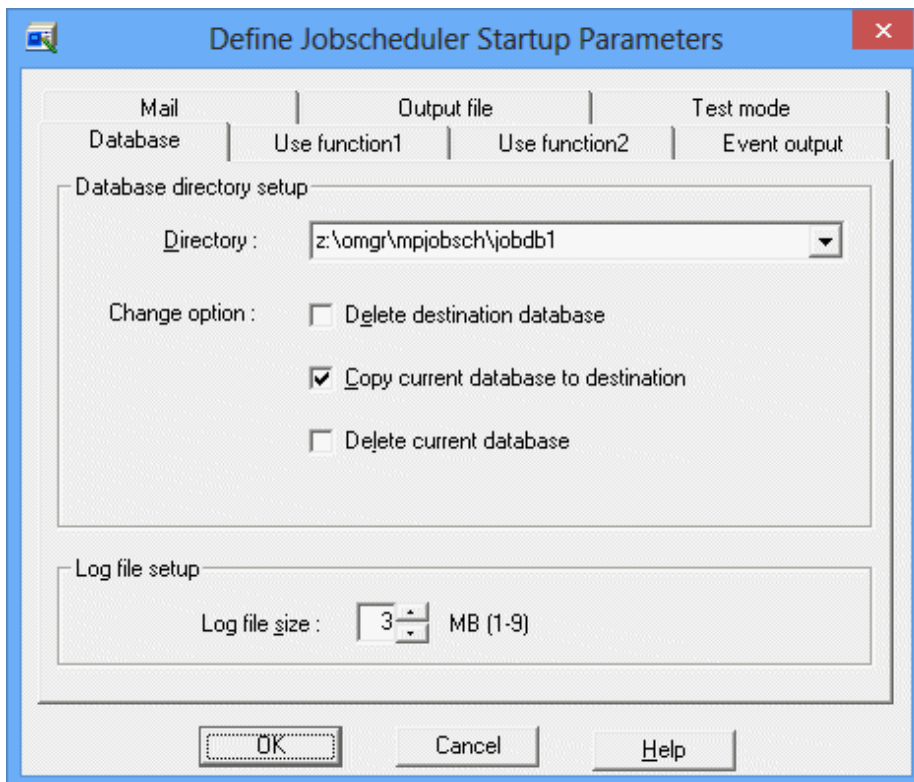 Define Jobscheduler Startup Parameters
Mail Output file Test mode
Database Use function1 Use function2 Event output
Database directory setup
Directory : z:\omgr\mpjobsch\jobdb1
Change option : Delete destination database
Copy current database to destination
Delete current database
Log file setup
Log file size : 3 MB (1-9)
OK Cancel Help